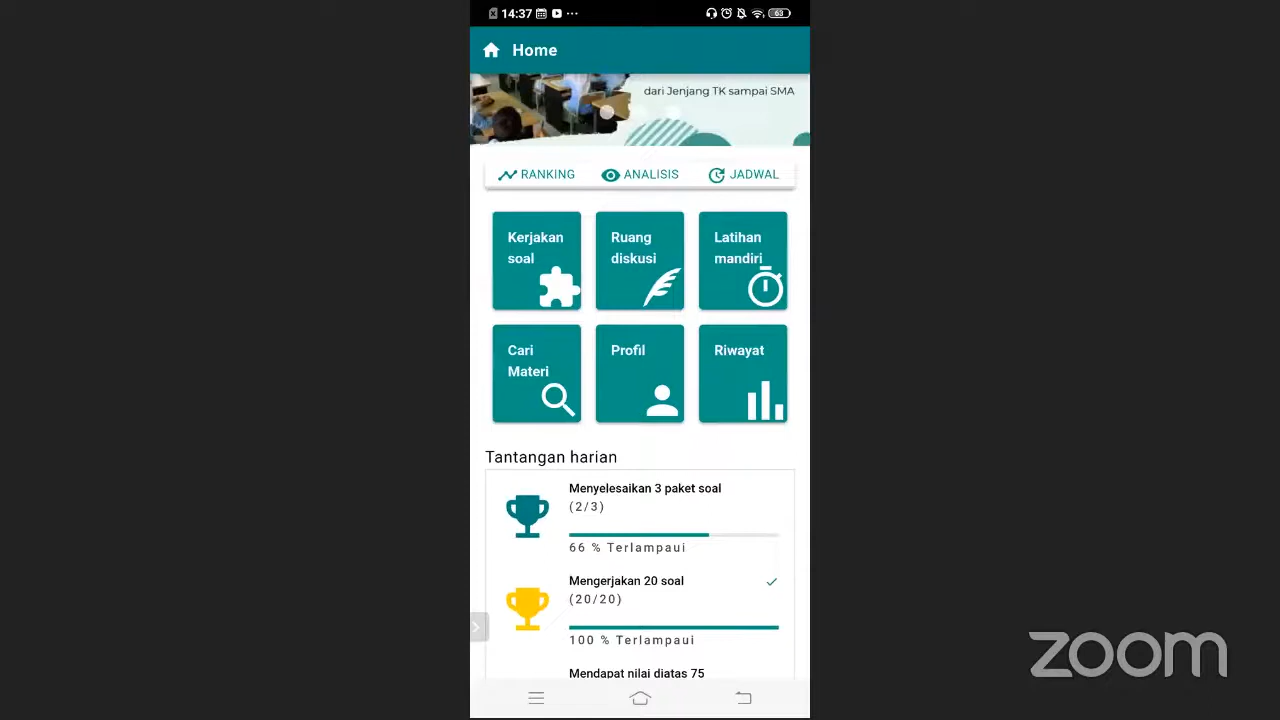 14:37
63
Home
dari Jenjang TK sampai SMA
RANKING
ANALISIS
JADWAL
Kerjakan
soal
Ruang
diskusi
Latihan
mandiri
Cari
Materi
Profil
Riwayat
Tantangan harian
Menyelesaikan 3 paket soal
(2/3)
66 % Terlampaui
Mengerjakan 20 soal
(20/20)
100 % Terlampaui
Mendapat nilai diatas 75
zoom